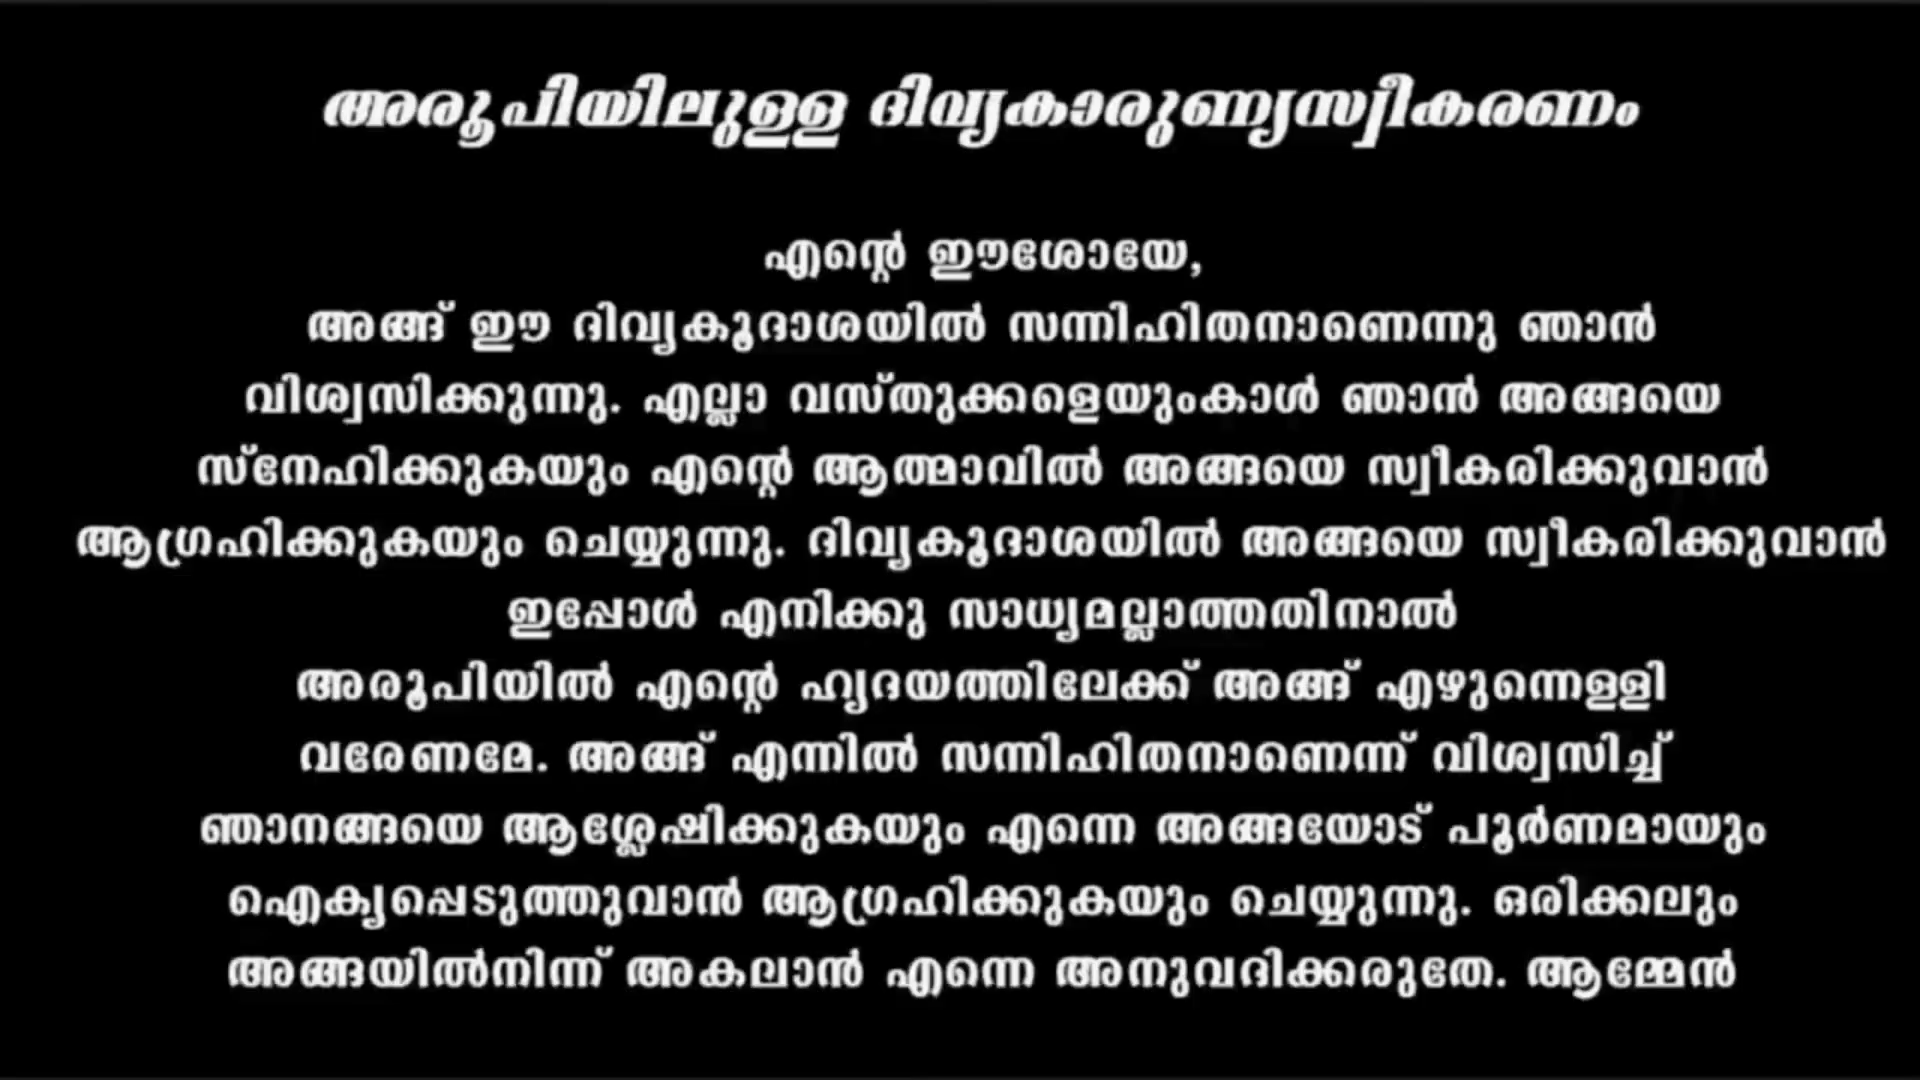 അരൂപിയിലുള്ള ദിവ്യകാരുണ്യസ്വീകരണം
എന്റെ ഈശോയേ,
അങ്ങ് ഈ ദിവ്യകൂദാശയിൽ സന്നിഹിതനാണെന്നു ഞാൻ
വിശ്വസിക്കുന്നു. എല്ലാ വസ്തുക്കളെയുംകാൾ ഞാൻ അങ്ങയെ
സ്നേഹിക്കുകയും എന്റെ ആത്മാവിൽ അങ്ങയെ സ്വീകരിക്കുവാൻ
ആഗ്രഹിക്കുകയും ചെയ്യുന്നു. ദിവ്യകൂദാശയിൽ അങ്ങയെ സ്വീകരിക്കുവാൻ
ഇപ്പോൾ എനിക്കു സാധ്യമല്ലാത്തതിനാൽ
അരൂപിയിൽ എന്റെ ഹൃദയത്തിലേക്ക് അങ്ങ് എഴുന്നെള്ളി
വരേണമേ. അങ്ങ് എന്നിൽ സന്നിഹിതനാണെന്ന് വിശ്വസിച്ച്
ഞാനങ്ങയെ ആശ്ലേഷിക്കുകയും എന്നെ അങ്ങയോട് പൂർണമായും
ഐക്യപ്പെടുത്തുവാൻ ആഗ്രഹിക്കുകയും ചെയ്യുന്നു. ഒരിക്കലും
അങ്ങയിൽനിന്ന് അകലാൻ എന്നെ അനുവദിക്കരുതേ. ആമ്മേൻ